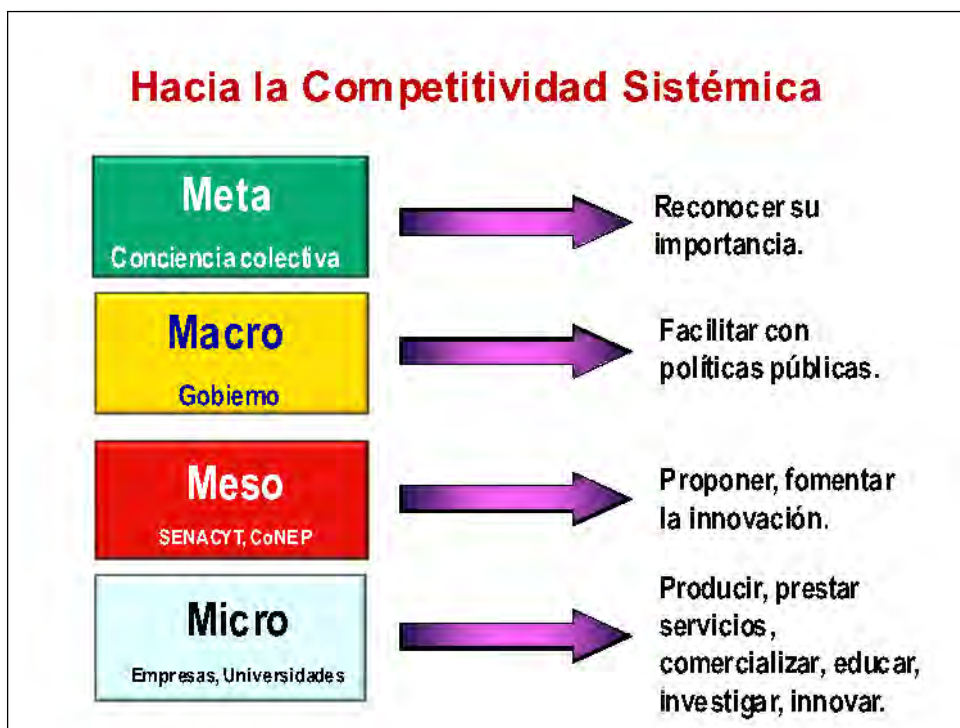 Hacia la Competitividad Sistémica
Meta
Conciencia colectiva
Reconocer su
importancia.
Macro
Gobierno
Facilitar con
políticas públicas.
Meso
SENACYT, CoNEP
Proponer, fomentar
la innovación.
Micro
Empresas, Universidades
Producir, prestar
servicios,
comercializar, educar,
investigar, innovar.